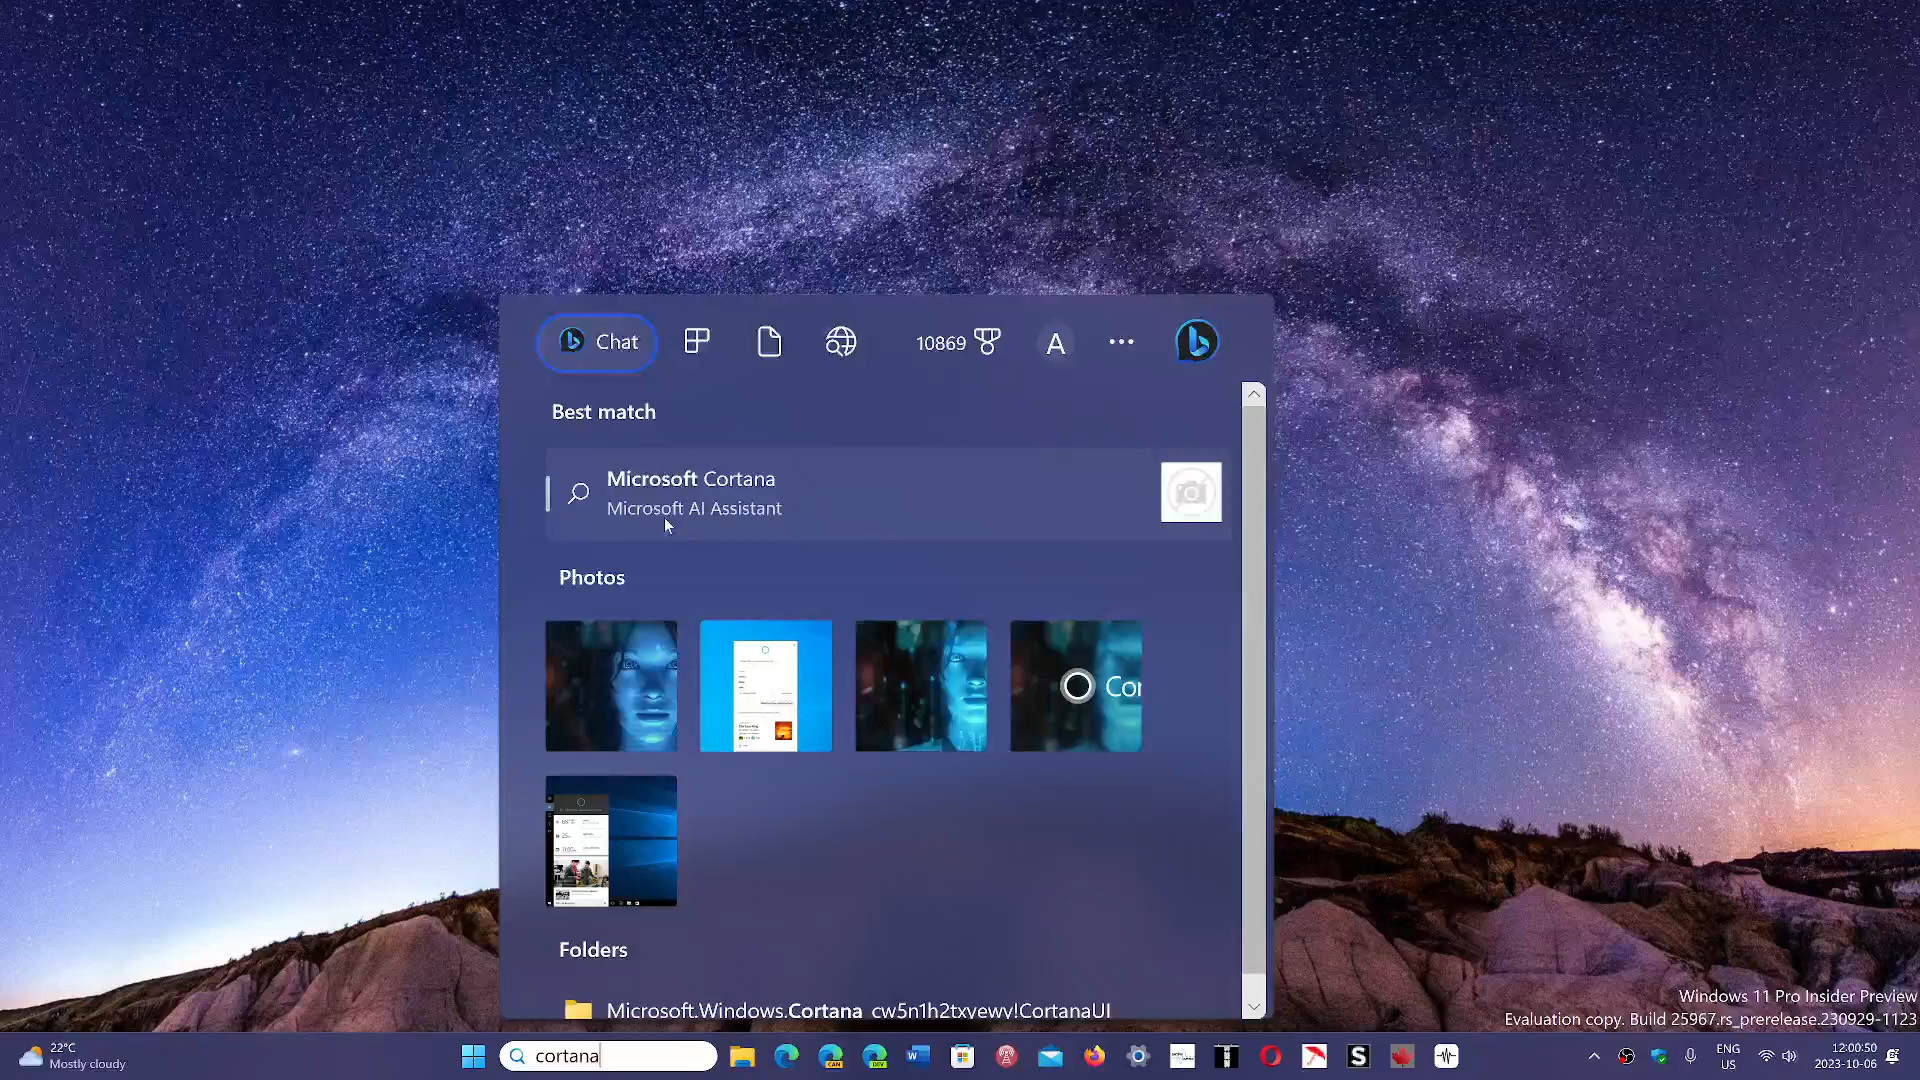 Chat
10869
A
Best match
Microsoft Cortana
Microsoft AI Assistant
Photos
Cor
Folders
Microsoft.Windows.Cortana_cw5n1h2txyewy!CortanaUI
Windows 11 Pro Insider Preview
Evaluation copy. Build 25967.rs_prerelease.230929-1123
22°C
Mostly cloudy
cortana
CAN
DEV
W
S
ENG
US
12:00:50
2023-10-06